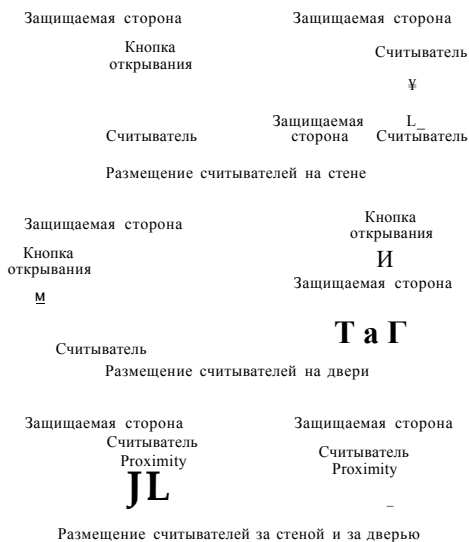 Защищаемая сторона
Защищаемая сторона
Кнопка
открывания
Считыватель
¥
Считыватель
Защищаемая
сторона
L_
Считыватель
Размещение считывателей на стене
Защищаемая сторона
Кнопка
открывания
Кнопка
открывания
И
Защищаемая сторона
м
Т а Г
Считыватель
Размещение считывателей на двери
Защищаемая сторона
Считыватель
Proximity
JL
Защищаемая сторона
Считыватель
Proximity
_
Размещение считывателей за стеной и за дверью